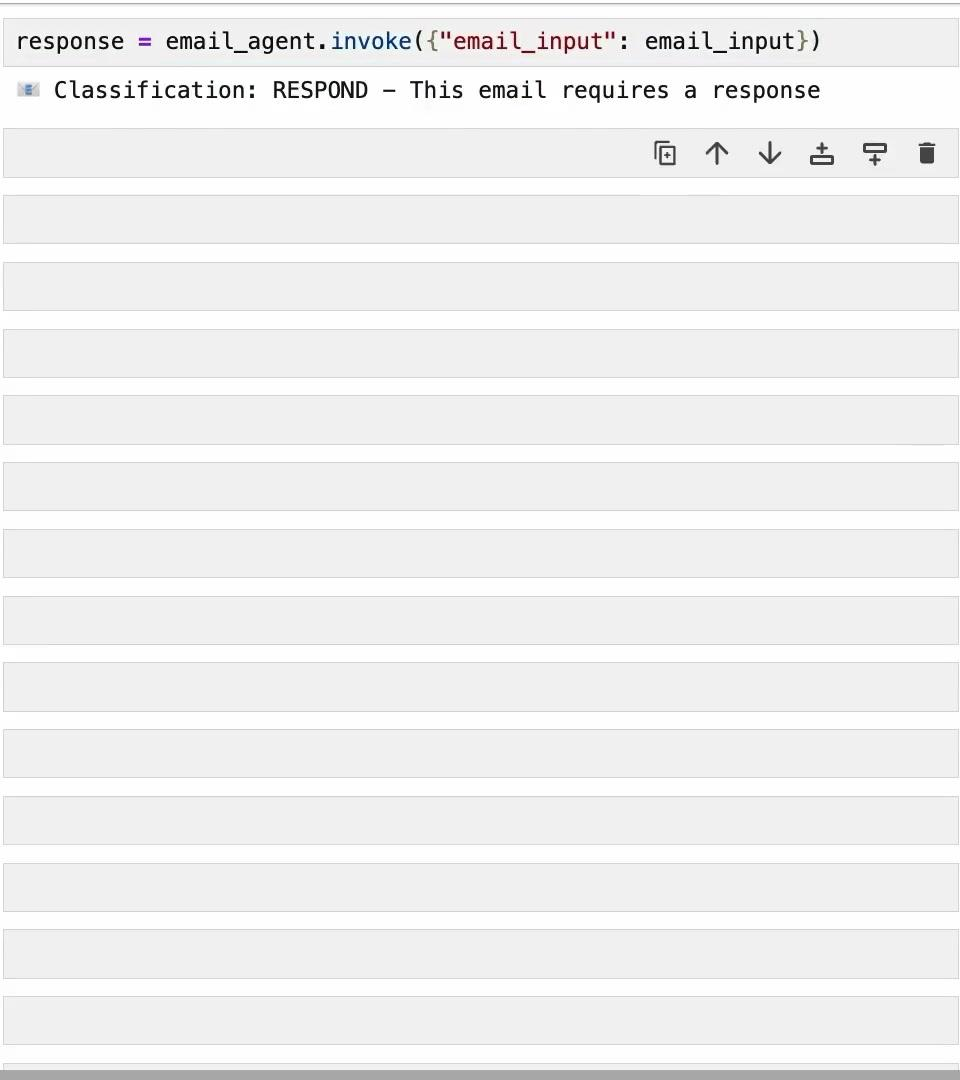 response = email_agent.invoke({"email_input": email_input})
📧 Classification: RESPOND - This email requires a response